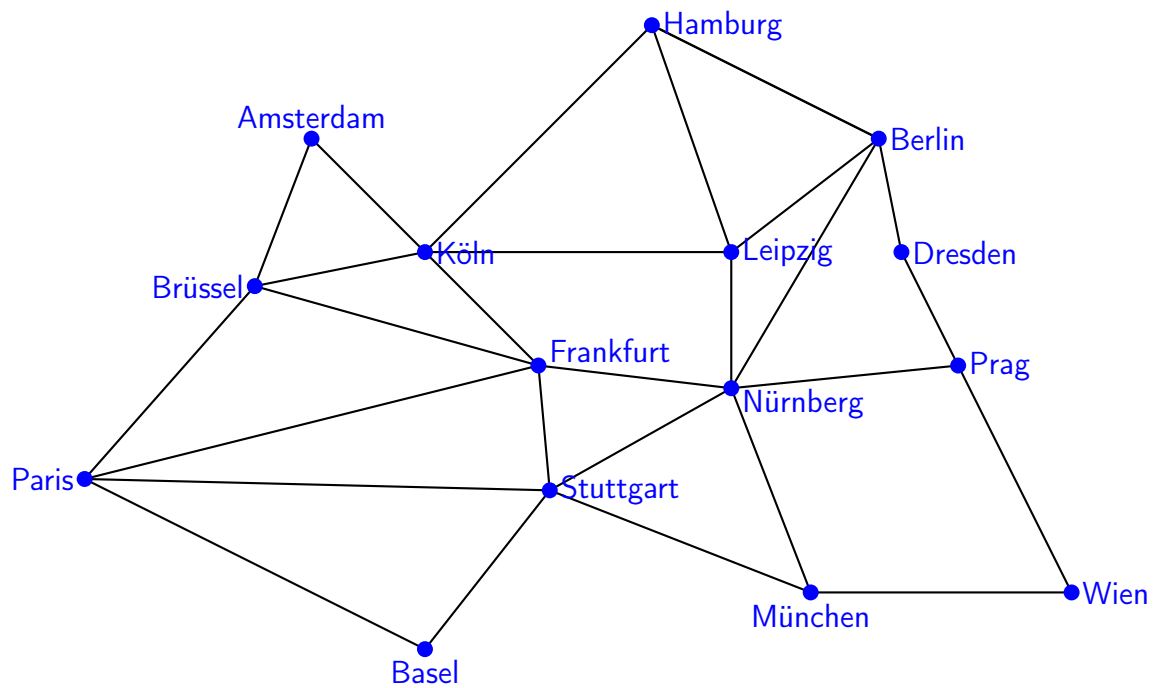 Hamburg
Amsterdam
Berlin
Köln
Leipzig
Dresden
Brüssel
Frankfurt
Prag
Nürnberg
Paris
Stuttgart
Wien
München
Basel